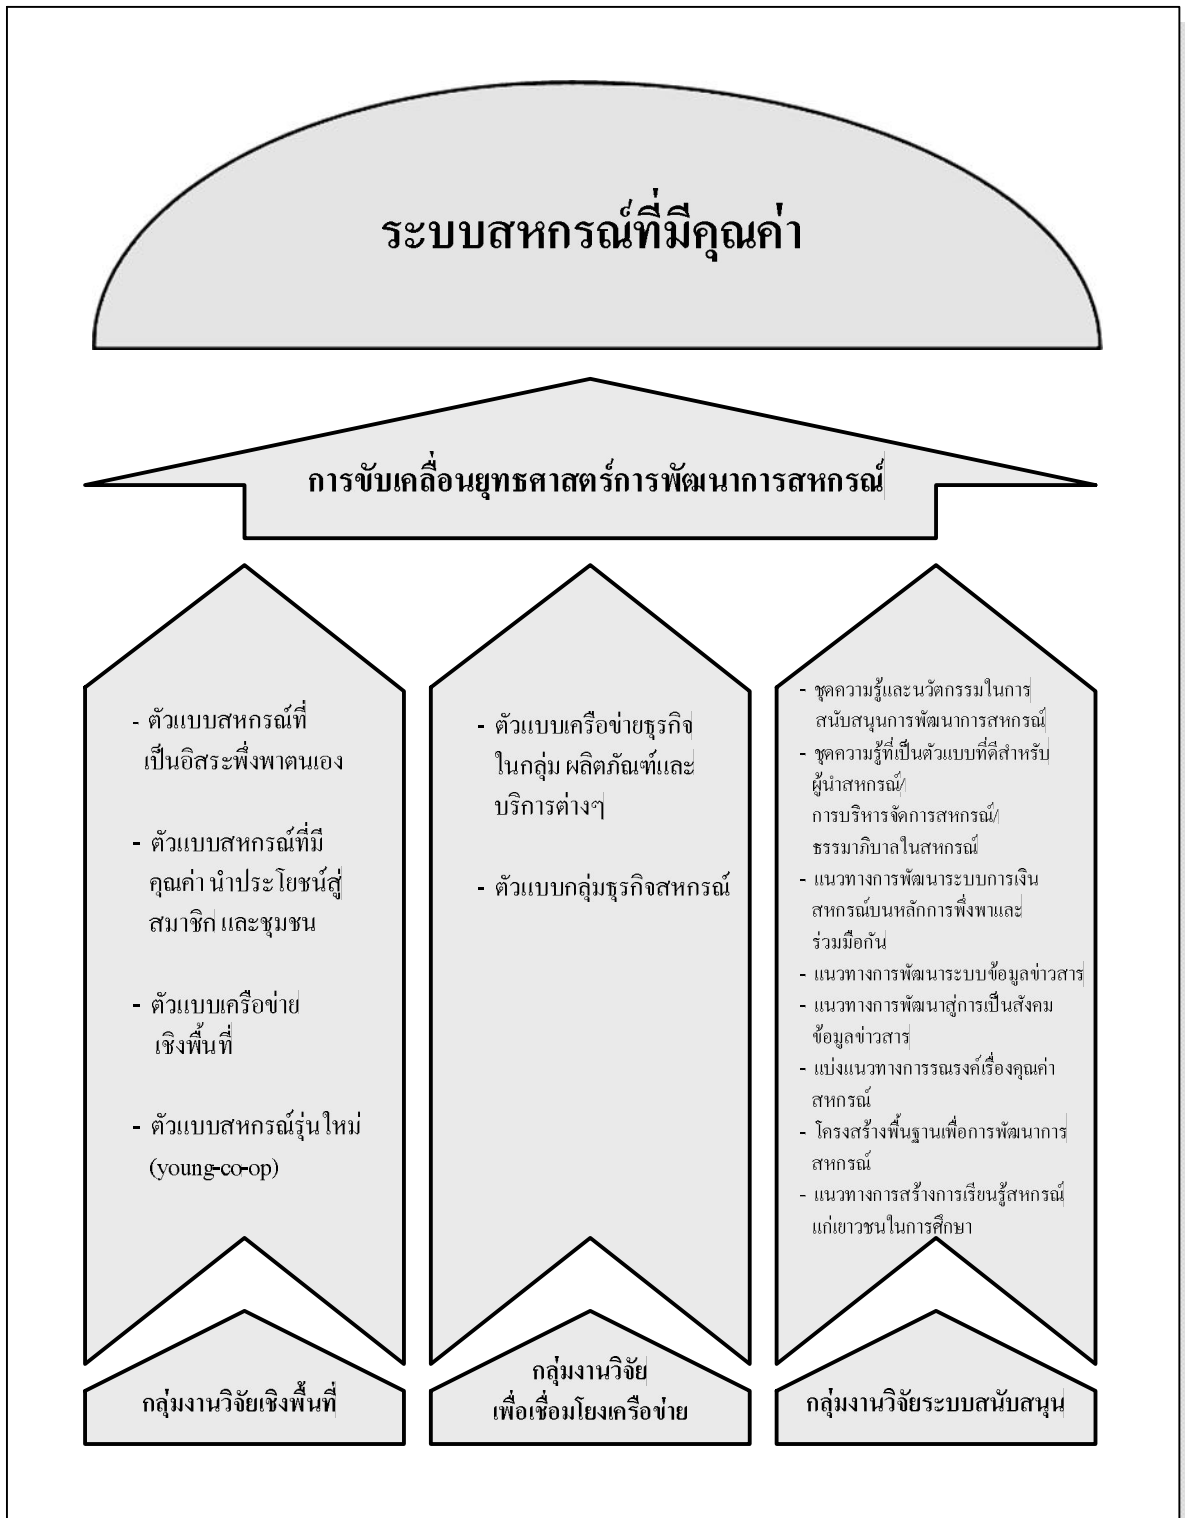 ระบบสหกรณ์ที่มีคุณค่า
การขับเคลื่อนยุทธศาสตร์การพัฒนาการสหกรณ์
- ตัวแบบสหกรณ์ที่
เป็นอิสระพึ่งพาตนเอง
- ตัวแบบสหกรณ์ที่มี
คุณค่า นำประโยชน์สู่
สมาชิก และชุมชน
- ตัวแบบเครือข่าย
เชิงพื้นที่
- ตัวแบบสหกรณ์รุ่นใหม่
(young-co-op)
- ตัวแบบเครือข่ายธุรกิจ
ในกลุ่ม ผลิตภัณฑ์และ
บริการต่างๆ
- ตัวแบบกลุ่มธุรกิจสหกรณ์
- ชุดความรู้และนวัตกรรมในการ
สนับสนุนการพัฒนาการสหกรณ์
- ชุดความรู้ที่เป็นตัวแบบที่ดีสำหรับ
ผู้นำสหกรณ์/
การบริหารจัดการสหกรณ์/
ธรรมาภิบาลในสหกรณ์
- แนวทางการพัฒนาระบบการเงิน
สหกรณ์บนหลักการพึ่งพาและ
ร่วมมือกัน
- แนวทางการพัฒนาระบบข้อมูลข่าวสาร
- แนวทางการพัฒนาสู่การเป็นสังคม
ข้อมูลข่าวสาร
- แบ่งแนวทางการรณรงค์เรื่องคุณค่า
สหกรณ์
- โครงสร้างพื้นฐานเพื่อการพัฒนาการ
สหกรณ์
- แนวทางการสร้างการเรียนรู้สหกรณ์
แก่เยาวชนในการศึกษา
กลุ่มงานวิจัยเชิงพื้นที่
กลุ่มงานวิจัย
เพื่อเชื่อมโยงเครือข่าย
กลุ่มงานวิจัยระบบสนับสนุน